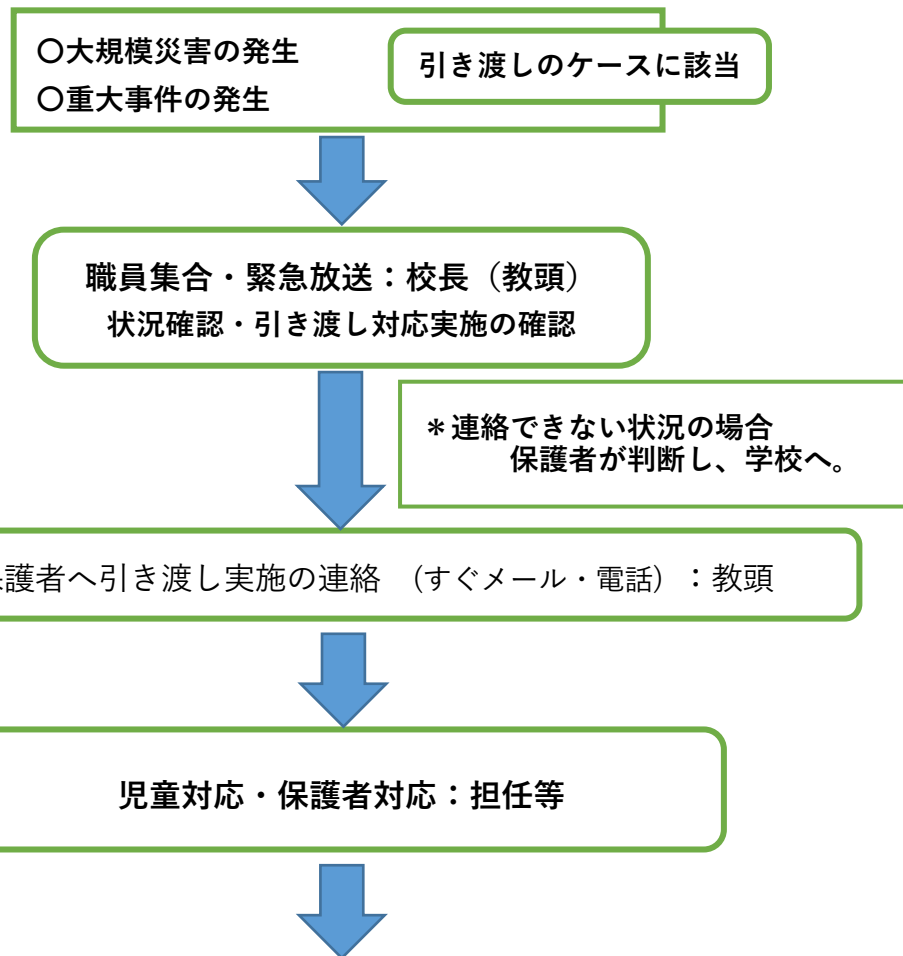 〇大規模災害の発生
引き渡しのケースに該当
〇重大事件の発生
職員集合・緊急放送：校長（教頭）
状況確認・引き渡し対応実施の確認
＊連絡できない状況の場合
保護者が判断し、学校へ。
護者へ引き渡し実施の連絡　（すぐメール・電話）：教頭
児童対応・保護者対応：担任等